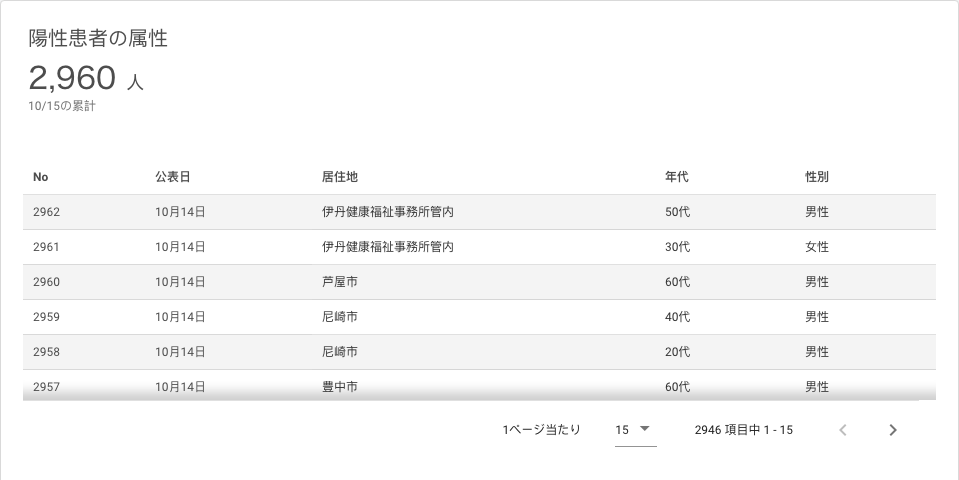 陽性患者の属性
2,960 人
10/15の累計
No 公表日 居住地 年代 性別
2962 10月14日 伊丹健康福祉事務所管内 50代 男性
2961 10月14日 伊丹健康福祉事務所管内 30代 女性
2960 10月14日 芦屋市 60代 男性
2959 10月14日 尼崎市 40代 男性
2958 10月14日 尼崎市 20代 男性
2957 10月14日 豊中市 60代 男性
1ページ当たり 15 2946 項目中 1 - 15